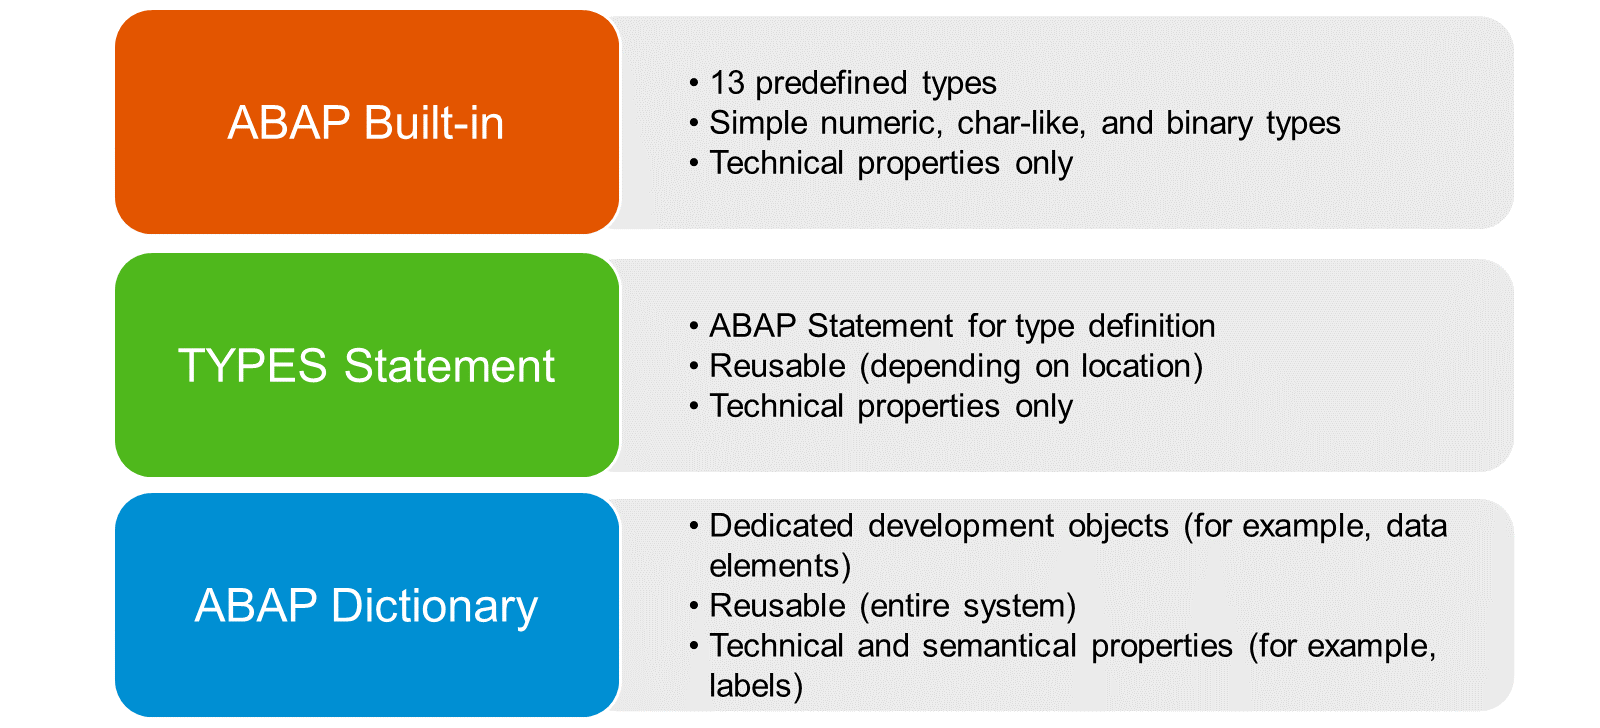 ABAP Built-in
• 13 predefined types
• Simple numeric, char-like, and binary types
• Technical properties only
TYPES Statement
• ABAP Statement for type definition
• Reusable (depending on location)
• Technical properties only
ABAP Dictionary
• Dedicated development objects (for example, data
elements)
• Reusable (entire system)
• Technical and semantical properties (for example,
labels)